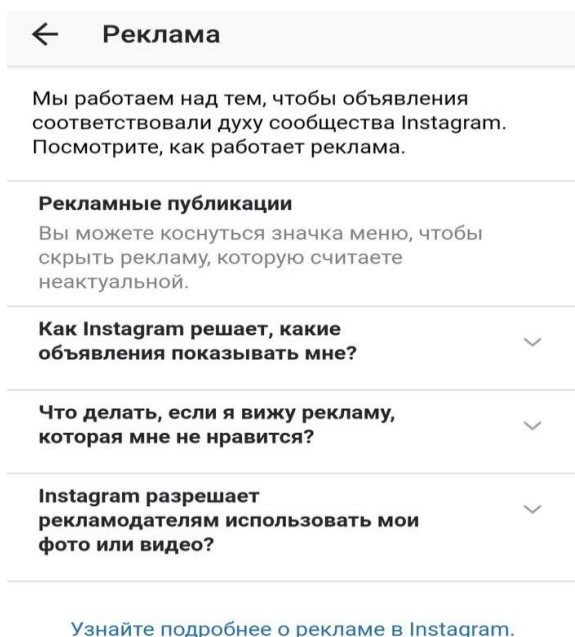 Реклама
Мы работаем над тем, чтобы объявления
соответствовали духу сообщества Instagram.
Посмотрите, как работает реклама.
Рекламные публикации
Вы можете коснуться значка меню, чтобы
скрыть рекламу, которую считаете
неактуальной.
Как Instagram решает, какие
объявления показывать мне?
Что делать, если я вижу рекламу,
которая мне не нравится?
Instagram разрешает
рекламодателям использовать мои
фото или видео?
Узнайте подробнее о рекламе в Instagram.